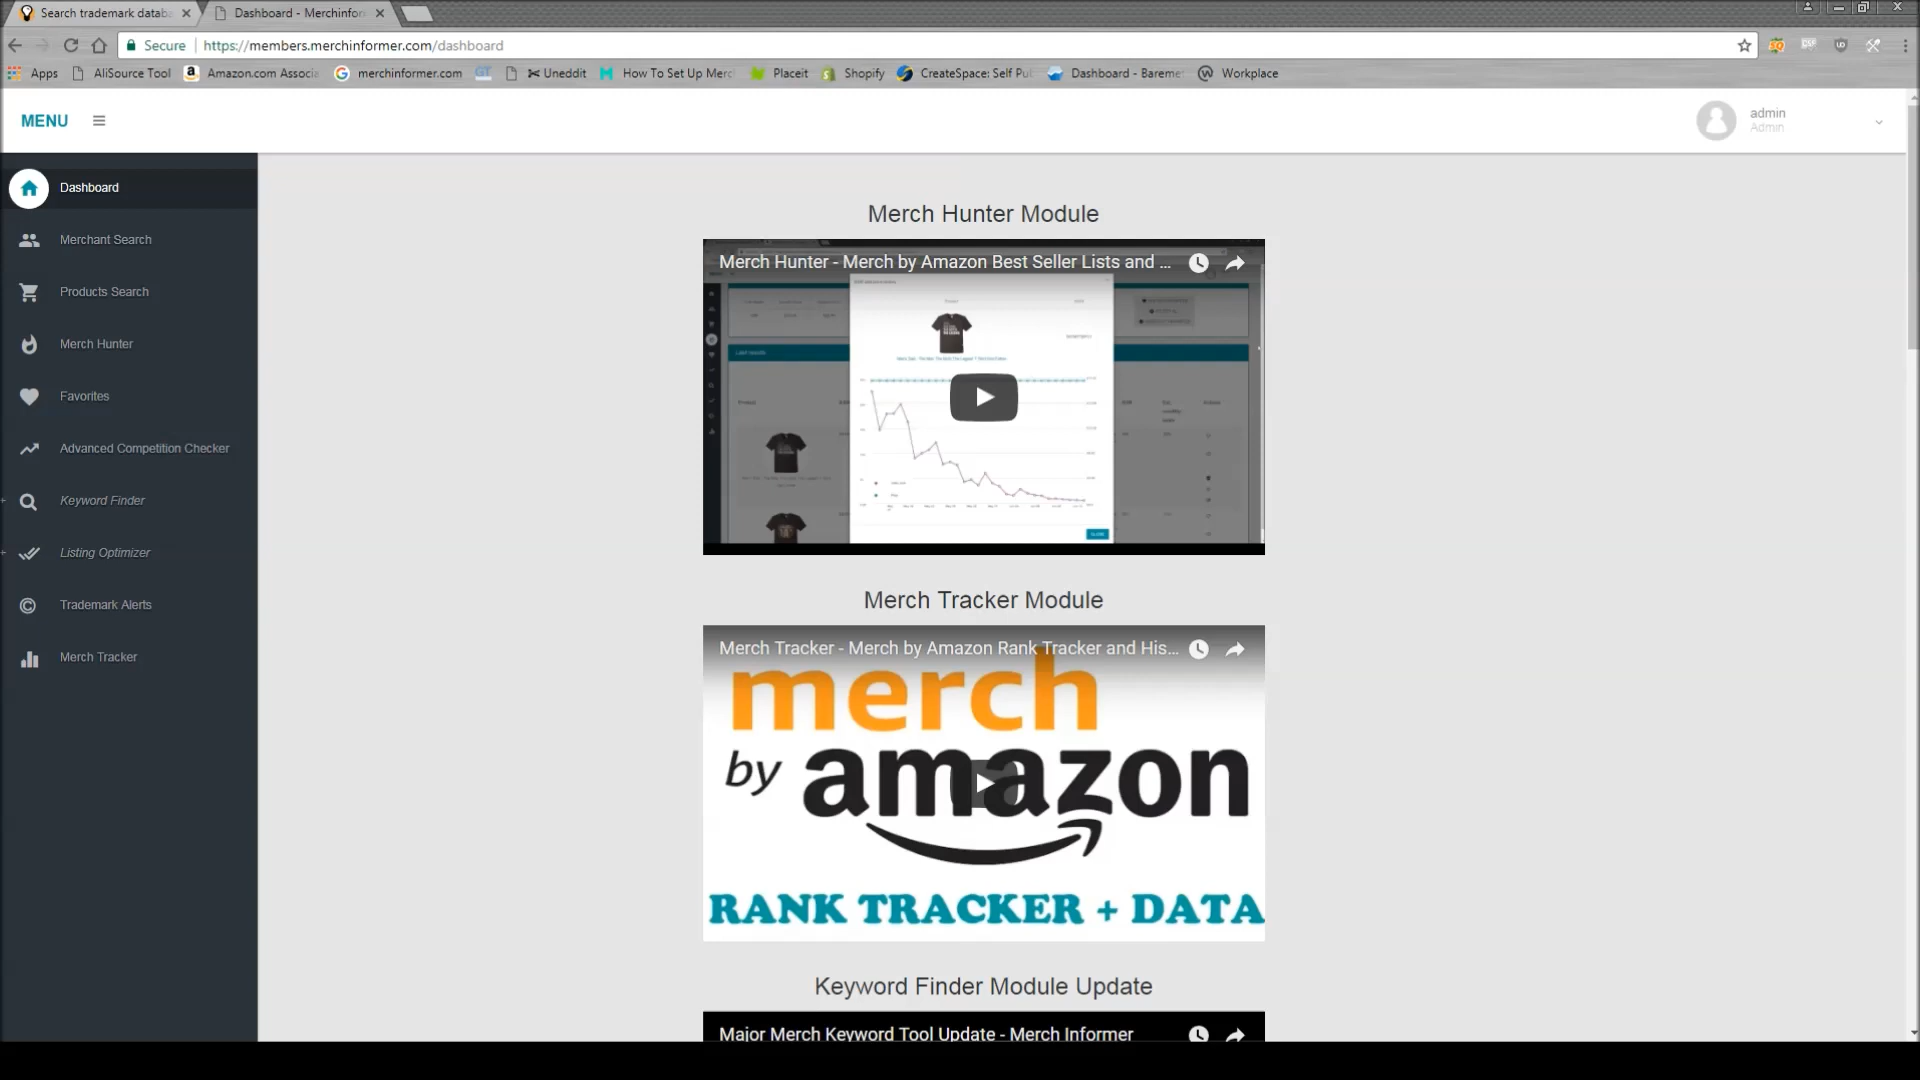 Search trademark databa
Dashboard - Merchinfor
Secure
https://members.merchinformer.com/dashboard
Apps
AliSource Tool
Amazon.com Associa
merchinformer.com
Uneddit
How To Set Up Merc
Placeit
Shopify
CreateSpace: Self Pu
Dashboard - Bareme
Workplace
MENU
admin
Admin
Dashboard
Merchant Search
Products Search
Merch Hunter
Favorites
Advanced Competition Checker
Keyword Finder
Listing Optimizer
Trademark Alerts
Merch Tracker
Merch Hunter Module
Merch Hunter - Merch by Amazon Best Seller Lists and ...
Merch Tracker Module
Merch Tracker - Merch by Amazon Rank Tracker and His...
merch
by amazon
RANK TRACKER + DATA
Keyword Finder Module Update
Major Merch Keyword Tool Update - Merch Informer